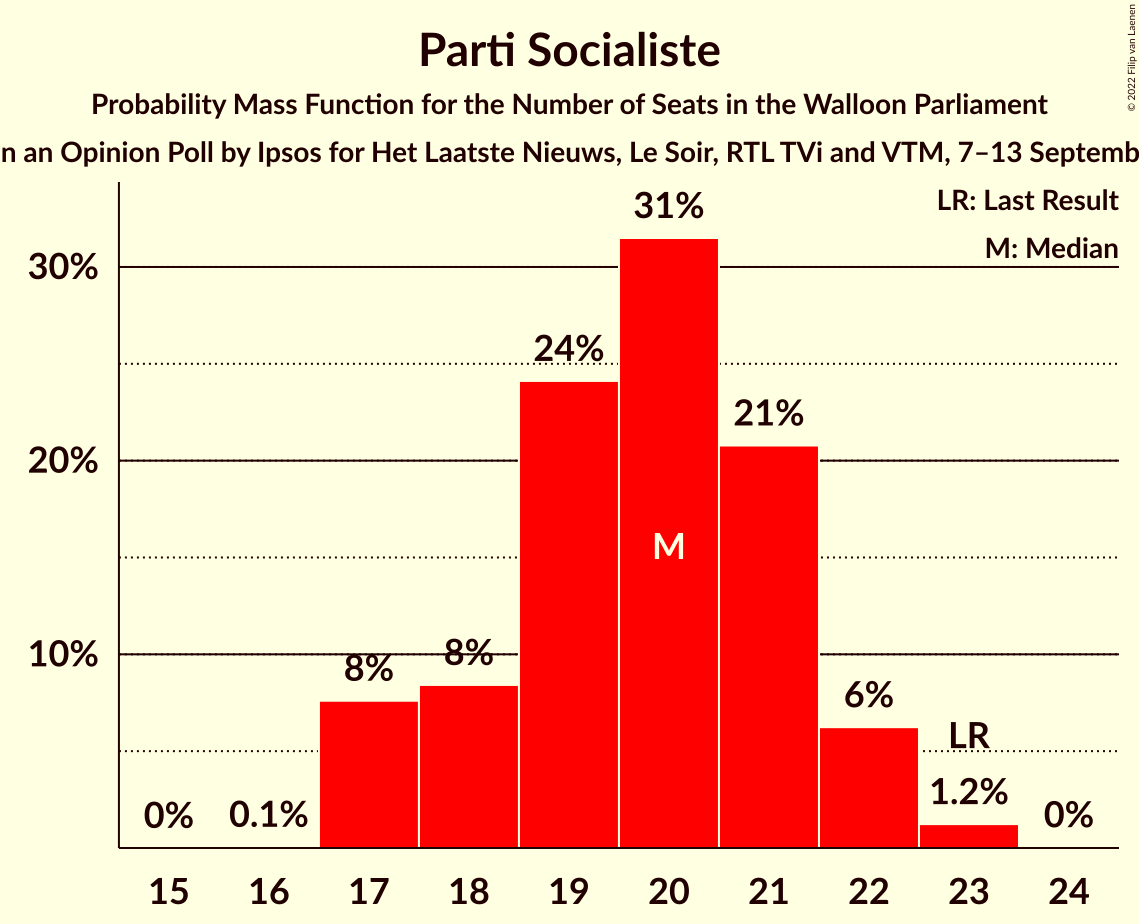 Parti Socialiste
Probability Mass Function for the Number of Seats in the Walloon Parliament
n an Opinion Poll by Ipsos for Het Laatste Nieuws, Le Soir, RTL TVi and VTM, 7–13 Septemb
© 2022 Filip van Laenen
LR: Last Result
M: Median
31%
30%
24%
21%
20%
M
10%
8%
8%
6%
LR
0%
0.1%
1.2%
0%
15 16 17 18 19 20 21 22 23 24